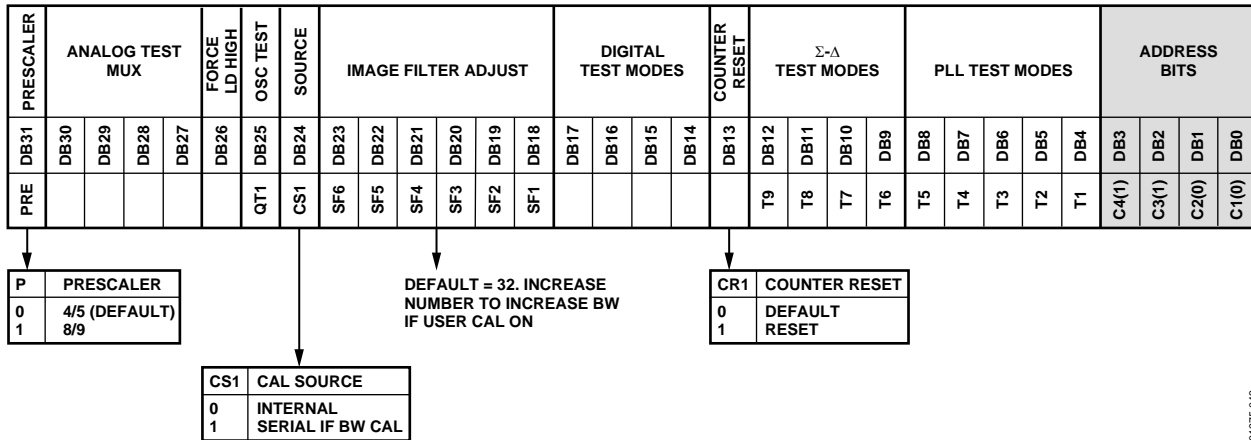 PRESCALER
ANALOG TEST
MUX
FORCE
LD HIGH
OSC TEST
SOURCE
IMAGE FILTER ADJUST
DIGITAL
TEST MODES
COUNTER
RESET
Σ-Δ
TEST MODES
PLL TEST MODES
ADDRESS
BITS
DB31 DB30 DB29 DB28 DB27 DB26 DB25 DB24 DB23 DB22 DB21 DB20 DB19 DB18 DB17 DB16 DB15 DB14 DB13 DB12 DB11 DB10 DB9 DB8 DB7 DB6 DB5 DB4 DB3 DB2 DB1 DB0
PRE QT1 CS1 SF6 SF5 SF4 SF3 SF2 SF1 T9 T8 T7 T6 T5 T4 T3 T2 T1 C4(1) C3(1) C2(0) C1(0)
P PRESCALER
0 4/5 (DEFAULT)
1 8/9
DEFAULT = 32. INCREASE
NUMBER TO INCREASE BW
IF USER CAL ON
CR1 COUNTER RESET
0 DEFAULT
1 RESET
CS1 CAL SOURCE
0 INTERNAL
1 SERIAL IF BW CAL